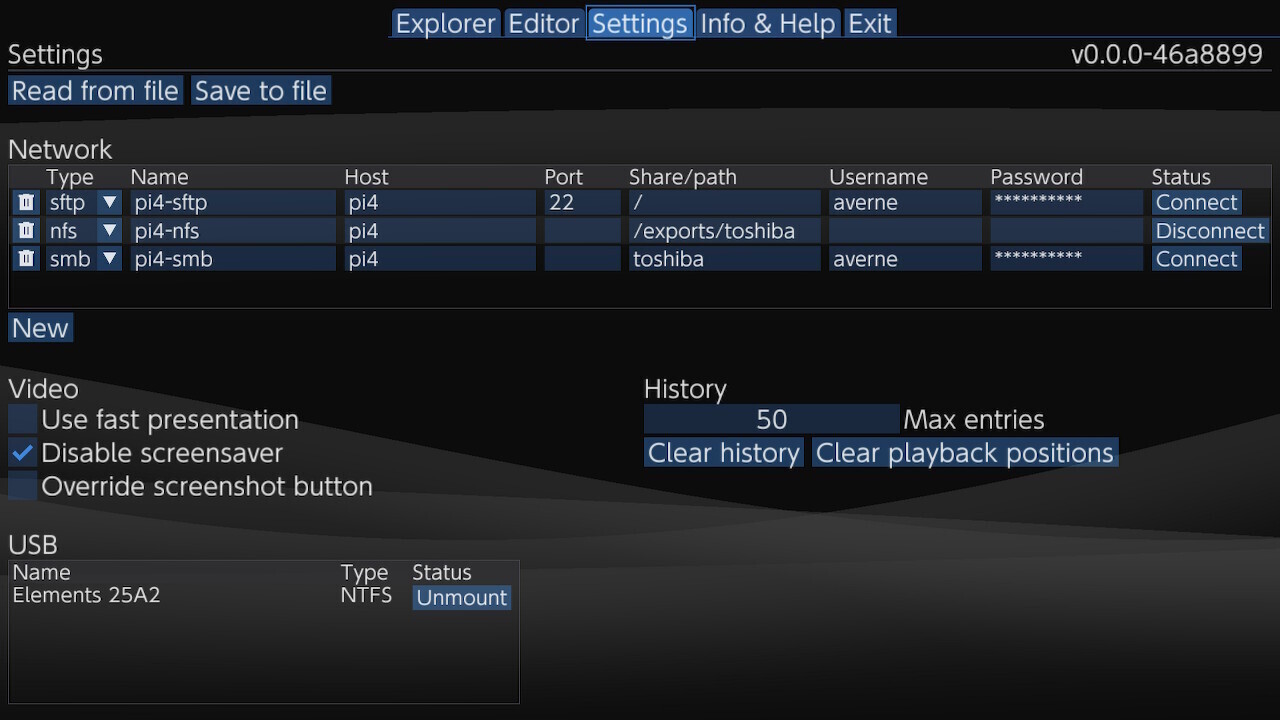 Explorer Editor Settings Info & Help Exit
Settings v0.0.0-46a8899
Read from file Save to file
Network
Type Name Host Port Share/path Username Password Status
sftp pi4-sftp pi4 22 / averne ********** Connect
nfs pi4-nfs pi4 /exports/toshiba Disconnect
smb pi4-smb pi4 toshiba averne ********** Connect
New
Video
Use fast presentation
Disable screensaver
Override screenshot button
History
50 Max entries
Clear history Clear playback positions
USB
Name Type Status
Elements 25A2 NTFS Unmount